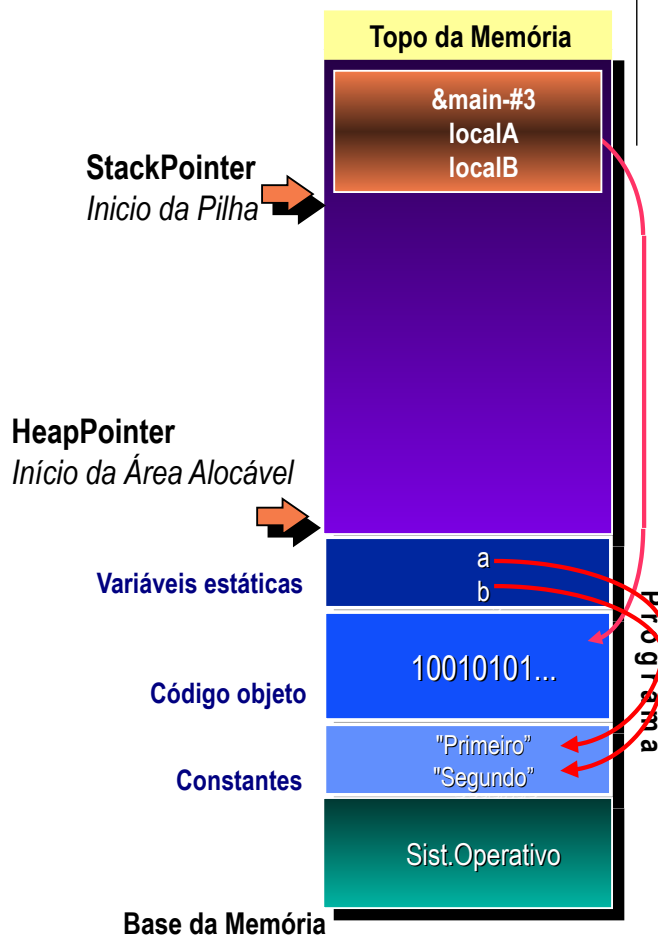 Topo da Memória
&main-#3
localA
localB
StackPointer
Inicio da Pilha
HeapPointer
Início da Área Alocável
Variáveis estáticas
a
b
Código objeto
10010101...
Constantes
"Primeiro”
"Segundo”
Programa
Sist.Operativo
Base da Memória